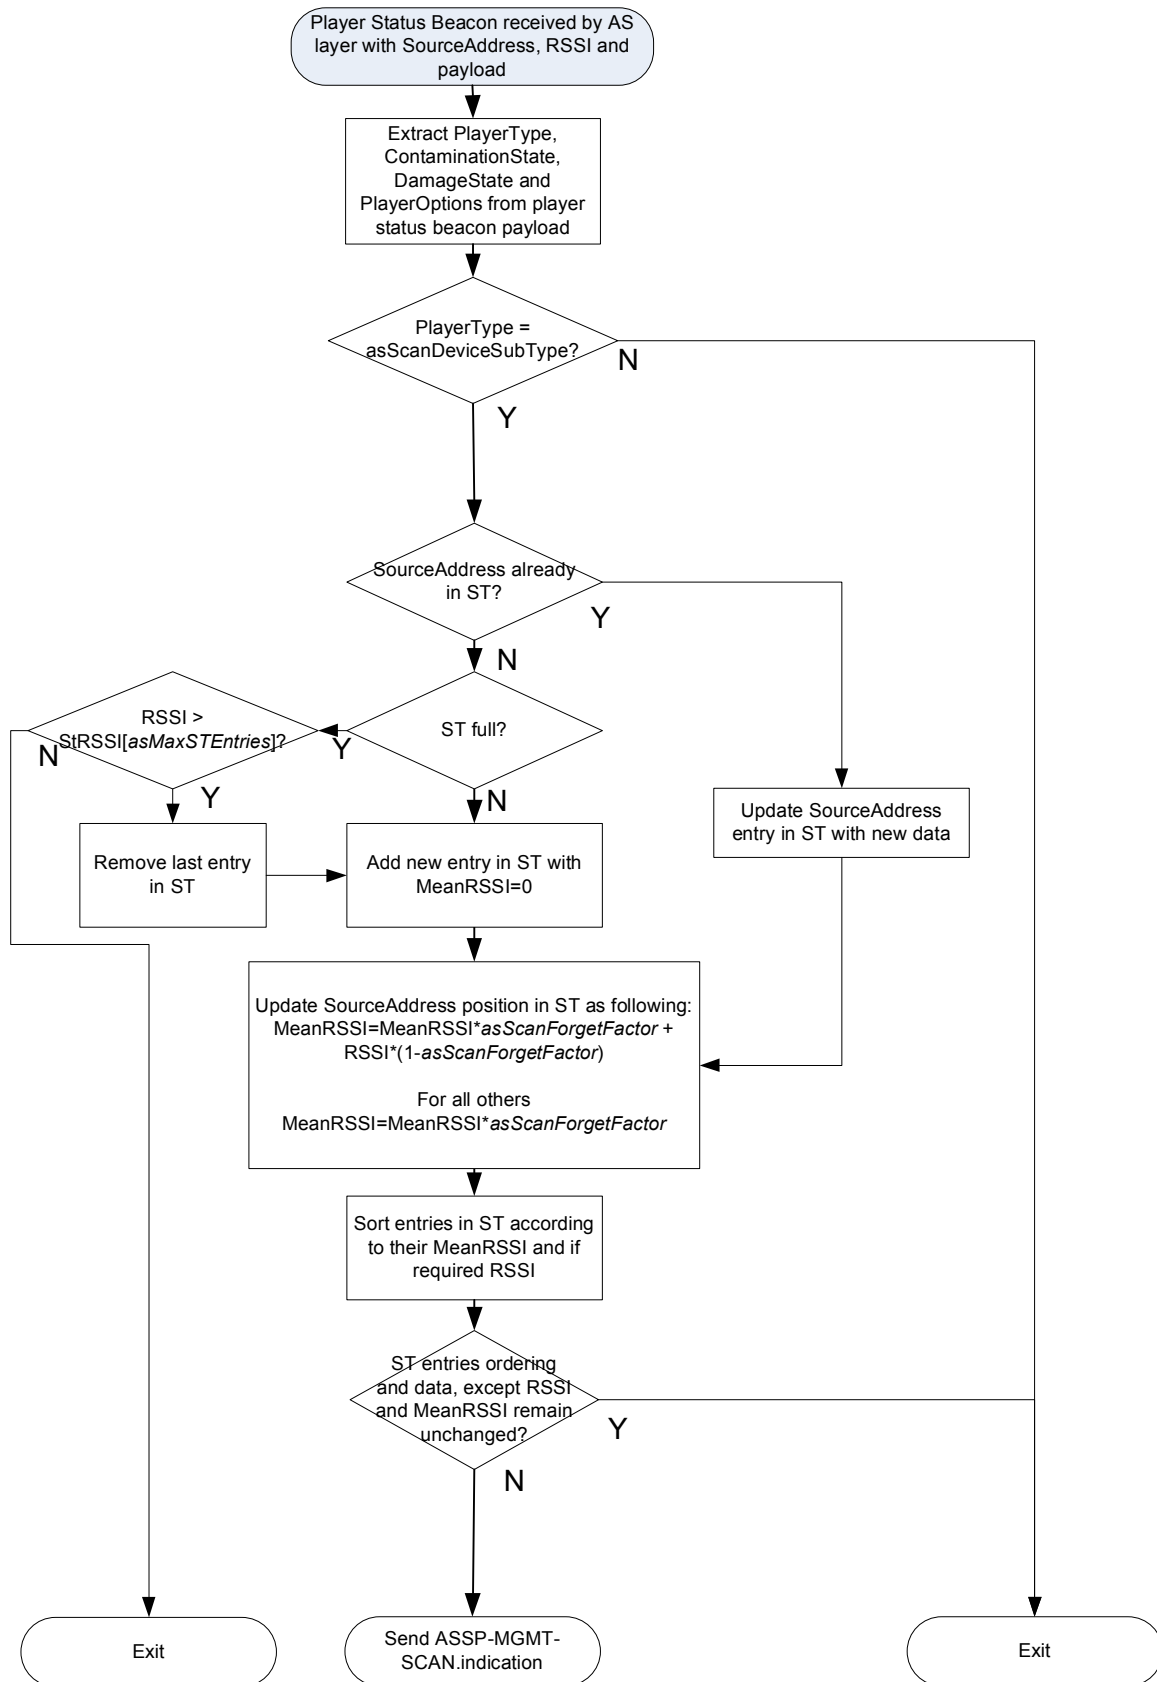 Player Status Beacon received by AS
layer with SourceAddress, RSSI and
payload
Extract PlayerType,
ContaminationState,
DamageState and
PlayerOptions from player
status beacon payload
PlayerType =
asScanDeviceSubType?
N
Y
SourceAddress already
in ST?
Y
N
RSSI >
StRSSI[asMaxSTEntries]?
ST full?
N
Y
Y
N
Update SourceAddress
entry in ST with new data
Remove last entry
in ST
Add new entry in ST with
MeanRSSI=0
Update SourceAddress position in ST as following:
MeanRSSI=MeanRSSI*asScanForgetFactor +
RSSI*(1-asScanForgetFactor)
For all others
MeanRSSI=MeanRSSI*asScanForgetFactor
Sort entries in ST according
to their MeanRSSI and if
required RSSI
ST entries ordering
and data, except RSSI
and MeanRSSI remain
unchanged?
Y
N
Exit
Send ASSP-MGMT-
SCAN.indication
Exit